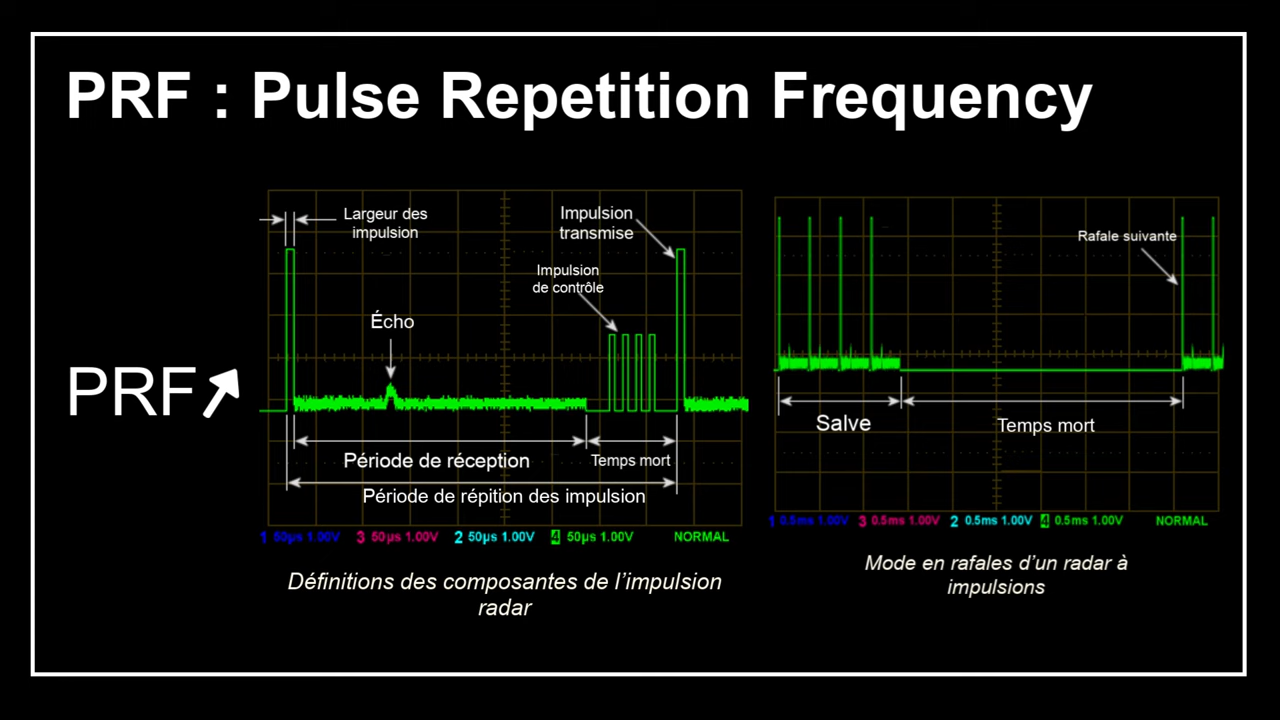 PRF : Pulse Repetition Frequency
Largeur des
impulsion
Impulsion
transmise
Impulsion
de contrôle
Écho
PRF
Période de réception
Temps mort
Période de répition des impulsion
1 50µs 1.00V 3 50µs 1.00V 2 50µs 1.00V 4 50µs 1.00V NORMAL
Définitions des composantes de l’impulsion
radar
Rafale suivante
Salve
Temps mort
1 0.5ms 1.00V 3 0.5ms 1.00V 2 0.5ms 1.00V 4 0.5ms 1.00V NORMAL
Mode en rafales d’un radar à
impulsions